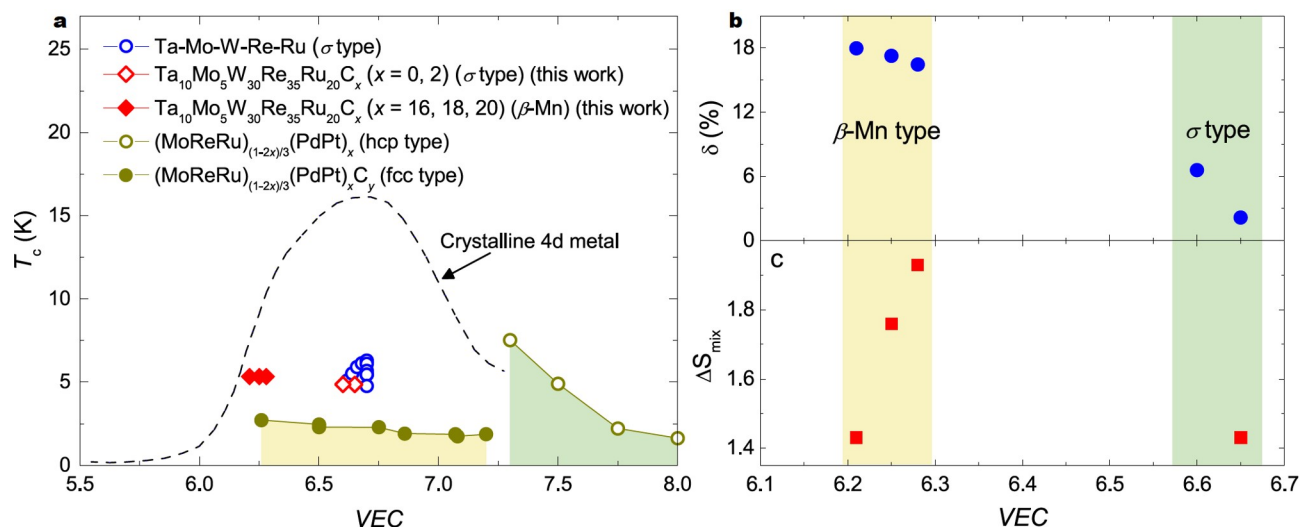 a
25
20
15
10
5
0
T_c (K)
Ta-Mo-W-Re-Ru (σ type)
Ta₁₀Mo₅W₃₀Re₃₅Ru₂₀Cₓ (x = 0, 2) (σ type) (this work)
Ta₁₀Mo₅W₃₀Re₃₅Ru₂₀Cₓ (x = 16, 18, 20) (β-Mn) (this work)
(MoReRu)₍₁₋₂ₓ₎/₃(PdPt)ₓ (hcp type)
(MoReRu)₍₁₋₂ₓ₎/₃(PdPt)ₓC_y (fcc type)
Crystalline 4d metal
5.5 6.0 6.5 7.0 7.5 8.0
VEC
b
18
12
6
0
δ (%)
β-Mn type
σ type
c
1.8
1.6
1.4
ΔS_mix
6.1 6.2 6.3 6.4 6.5 6.6 6.7
VEC